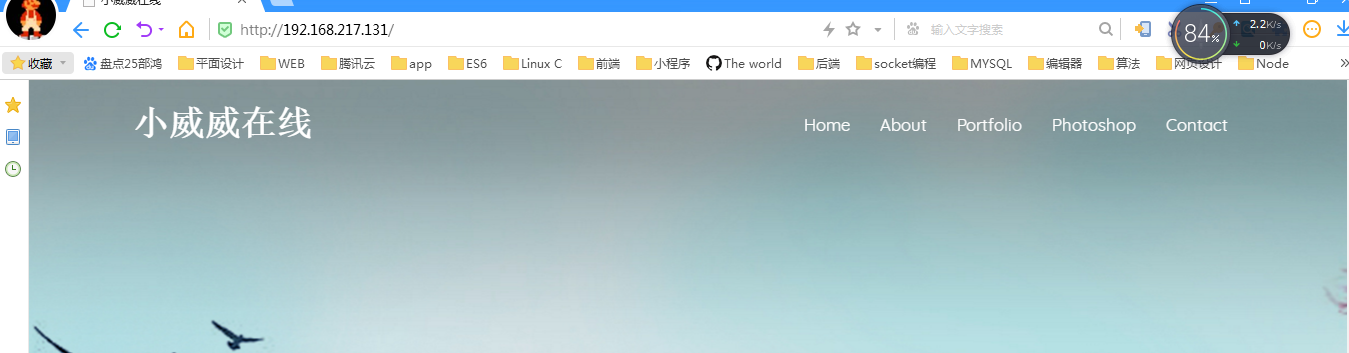 小威威在线
http://192.168.217.131/
输入文字搜索
84%
2.2K/s
0K/s
收藏 盘点25部鸿 平面设计 WEB 腾讯云 app ES6 Linux C 前端 小程序 The world 后端 socket编程 MYSQL 编辑器 算法 网页设计 Node
小威威在线
Home About Portfolio Photoshop Contact